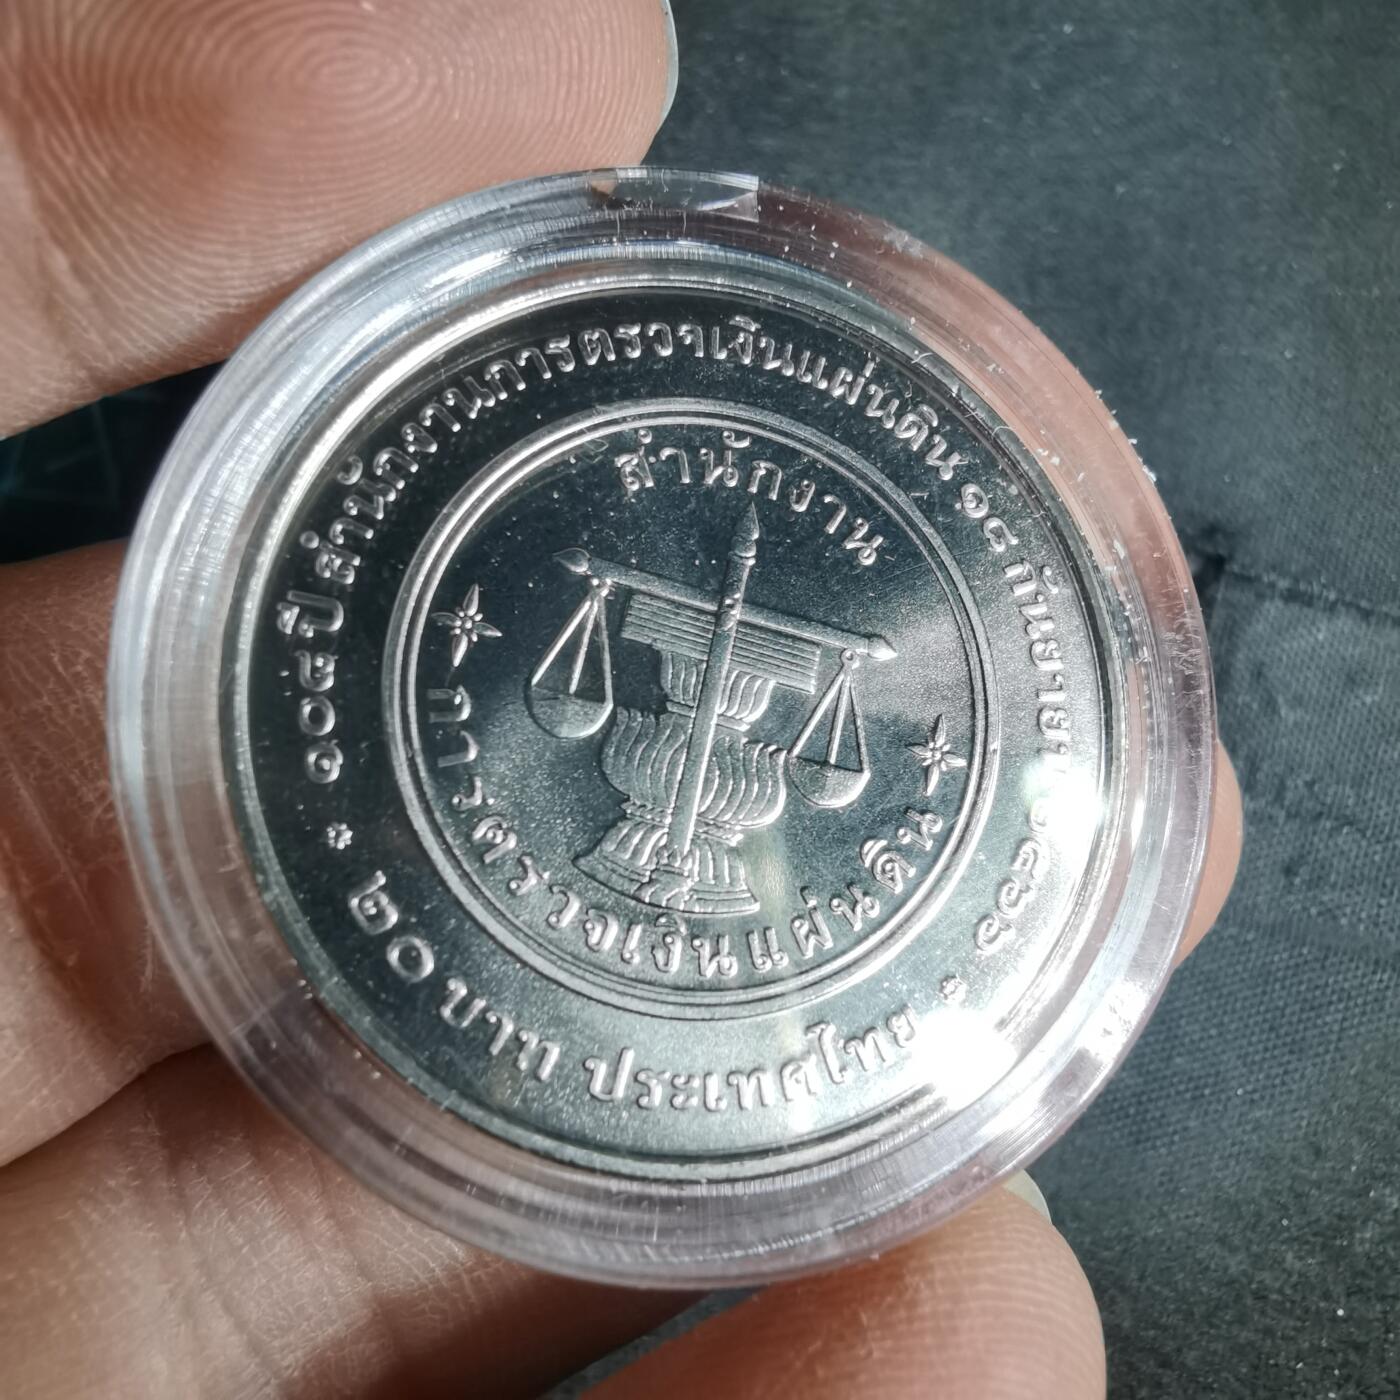 ๑๐๔ ปี สำนักงานการตรวจเงินแผ่นดิน ๑๘ กันยายน
สำนักงาน
การตรวจเงินแผ่นดิน
๒๐ บาท ประเทศไทย